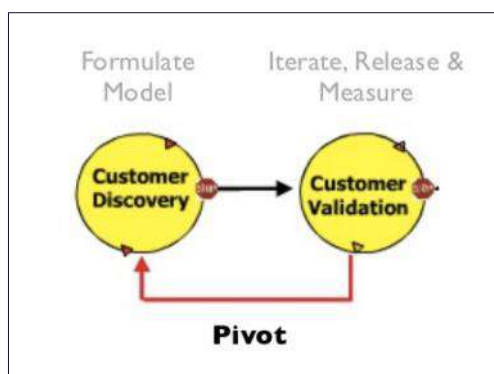 Formulate
Model
Iterate, Release &
Measure
Customer
Discovery
Customer
Validation
Pivot